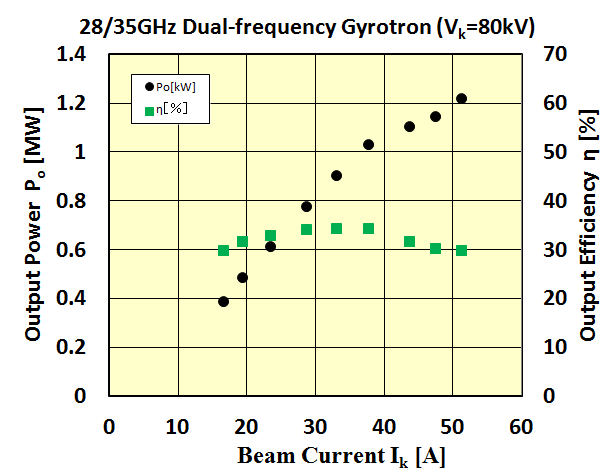 28/35GHz Dual-frequency Gyrotron (Vk=80kV)
1.4
1.2
1
0.8
0.6
0.4
0.2
0
Output Power Po [MW]
Po[kW]
η[%]
70
60
50
40
30
20
10
0
Output Efficiency η [%]
0 10 20 30 40 50 60
Beam Current Ik [A]